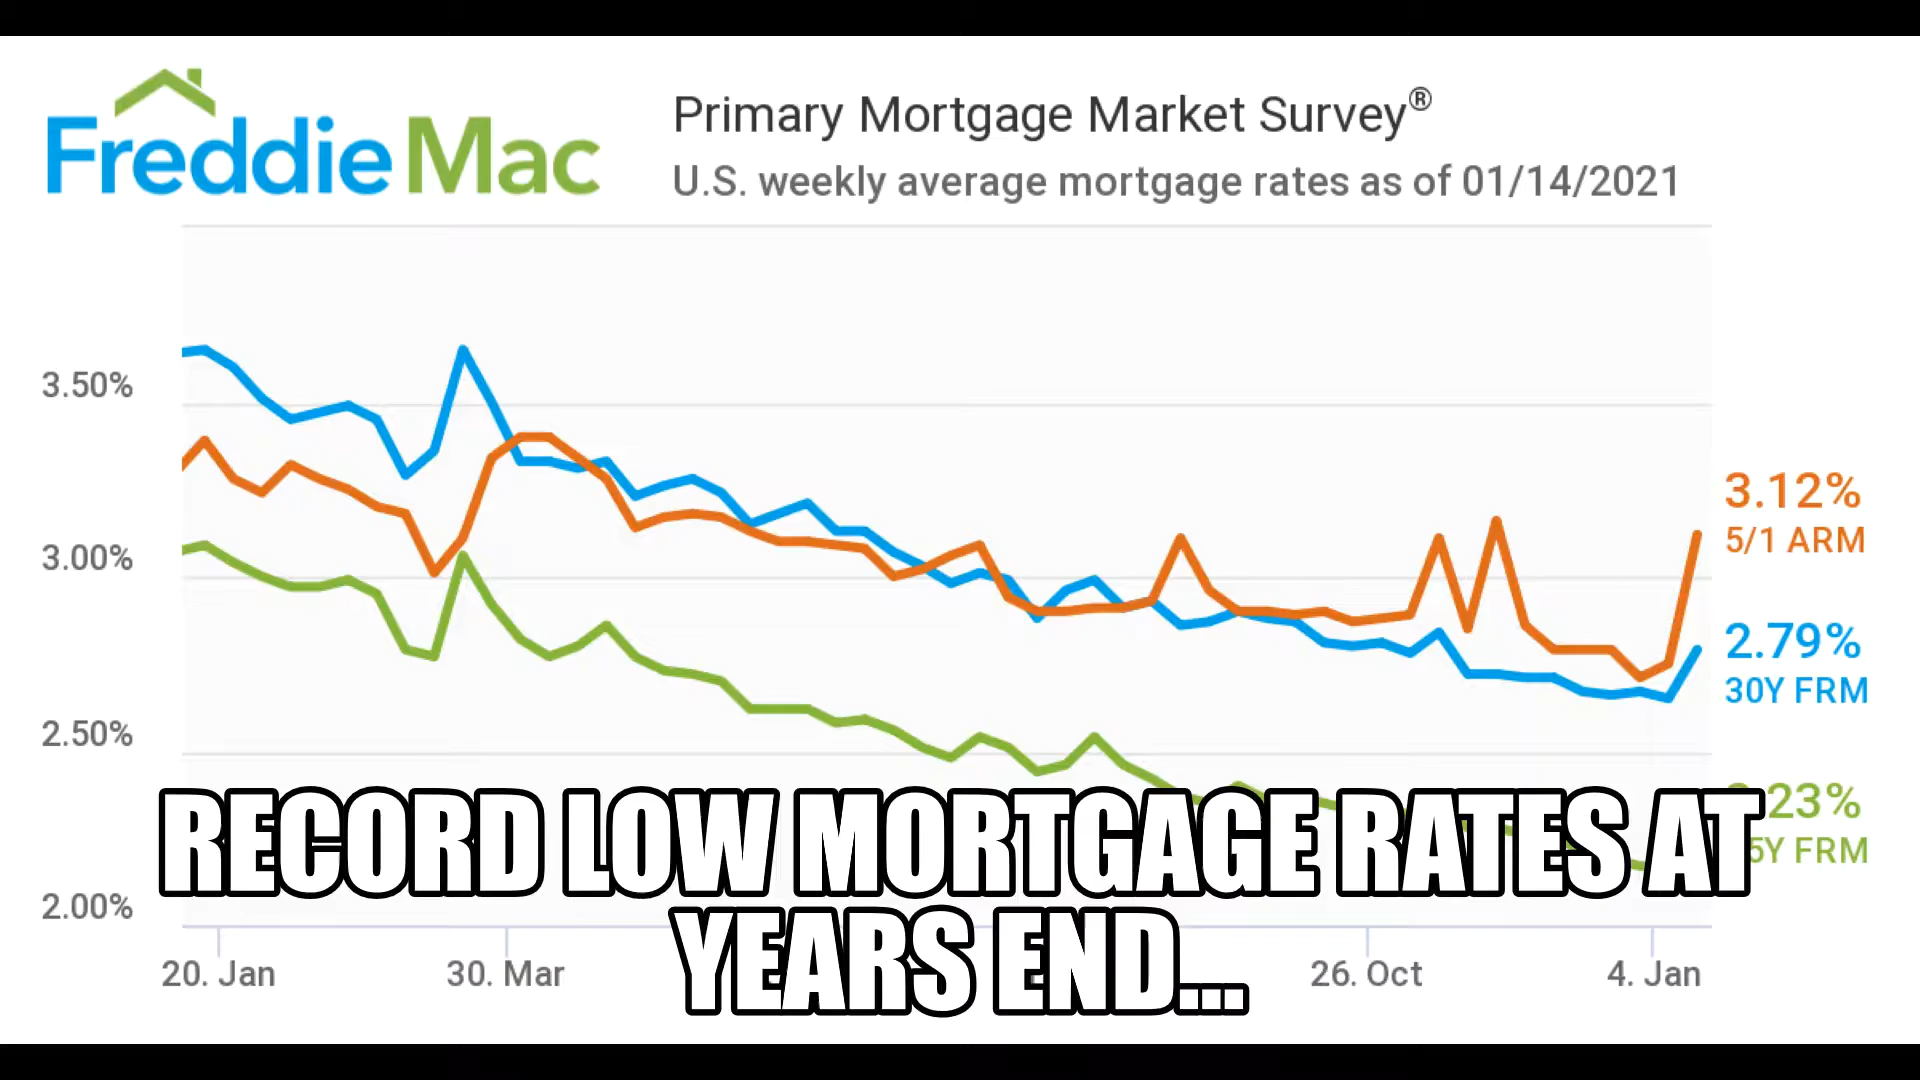 Freddie Mac
Primary Mortgage Market Survey®
U.S. weekly average mortgage rates as of 01/14/2021
3.50%
3.00%
2.50%
2.00%
3.12%
5/1 ARM
2.79%
30Y FRM
23%
5Y FRM
RECORD LOW MORTGAGE RATES AT
YEARS END...
20. Jan
30. Mar
26. Oct
4. Jan